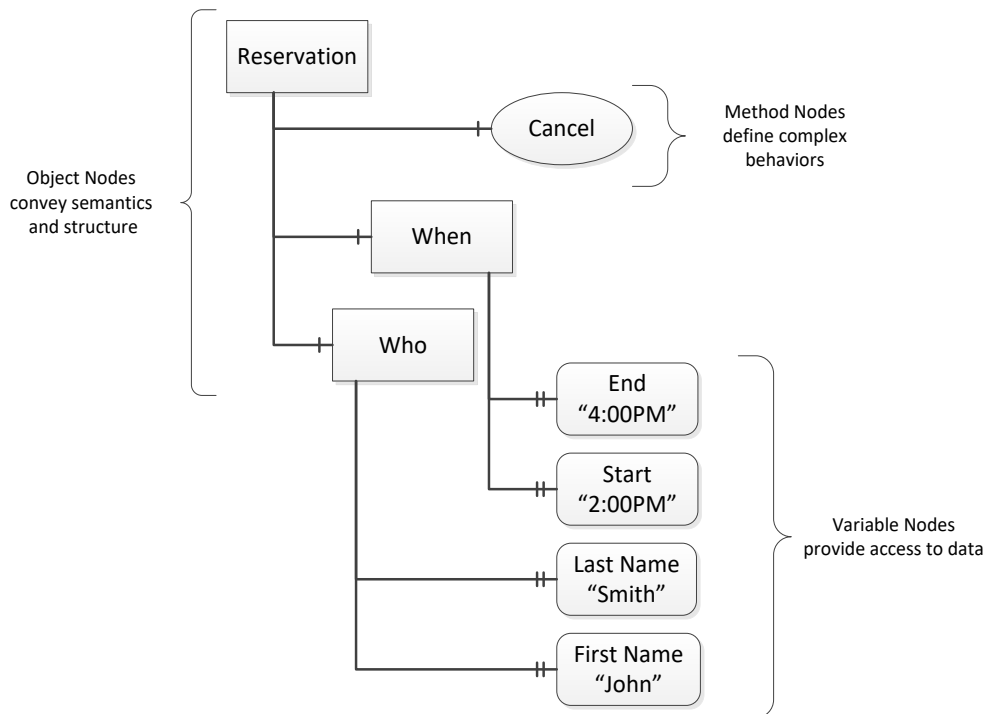 Reservation
Cancel
Method Nodes
define complex
behaviors
Object Nodes
convey semantics
and structure
When
Who
End
“4:00PM”
Start
“2:00PM”
Variable Nodes
provide access to data
Last Name
“Smith”
First Name
“John”